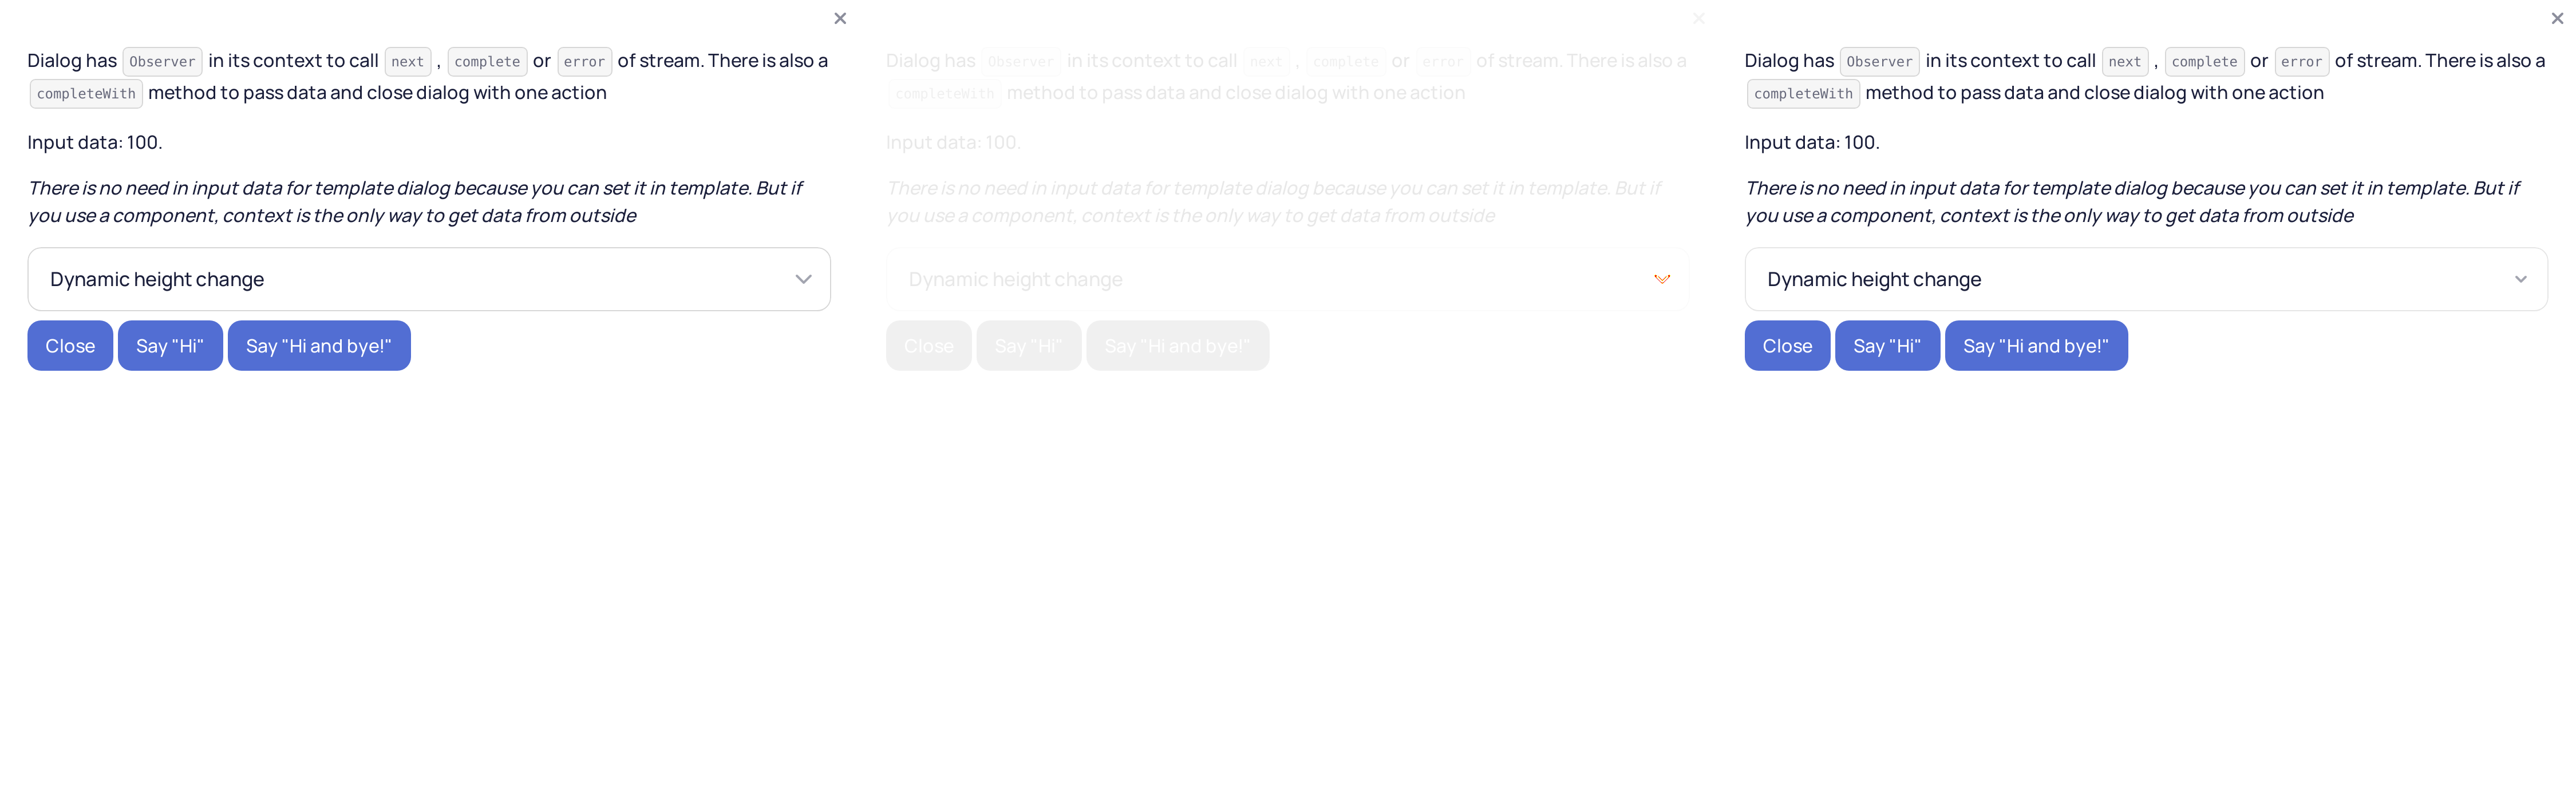 Dialog has Observer in its context to call next , complete or error of stream. There is also a
completeWith method to pass data and close dialog with one action
Input data: 100.
There is no need in input data for template dialog because you can set it in template. But if
you use a component, context is the only way to get data from outside
Dynamic height change
Close Say "Hi" Say "Hi and bye!"
Dialog has Observer in its context to call next , complete or error of stream. There is also a
completeWith method to pass data and close dialog with one action
Input data: 100.
There is no need in input data for template dialog because you can set it in template. But if
you use a component, context is the only way to get data from outside
Dynamic height change
Close Say "Hi" Say "Hi and bye!"
Dialog has Observer in its context to call next , complete or error of stream. There is also a
completeWith method to pass data and close dialog with one action
Input data: 100.
There is no need in input data for template dialog because you can set it in template. But if
you use a component, context is the only way to get data from outside
Dynamic height change
Close Say "Hi" Say "Hi and bye!"